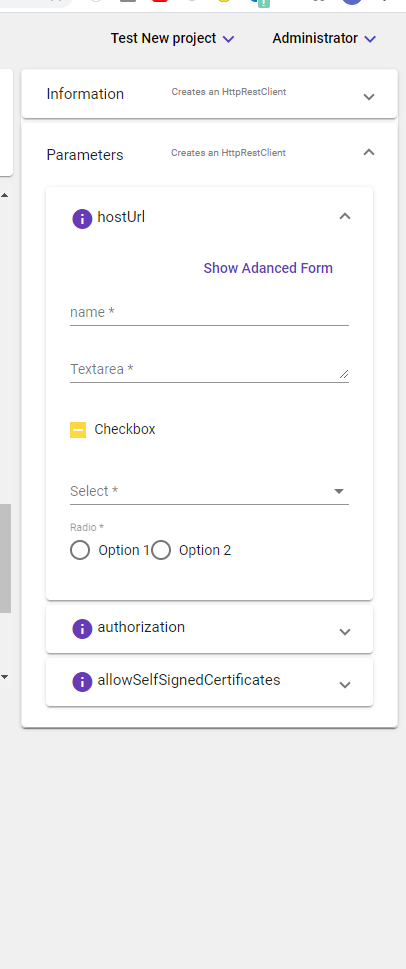 Test New project Administrator
Information Creates an HttpRestClient
Parameters Creates an HttpRestClient
hostUrl
Show Adanced Form
name *
Textarea *
Checkbox
Select *
Radio *
Option 1 Option 2
authorization
allowSelfSignedCertificates